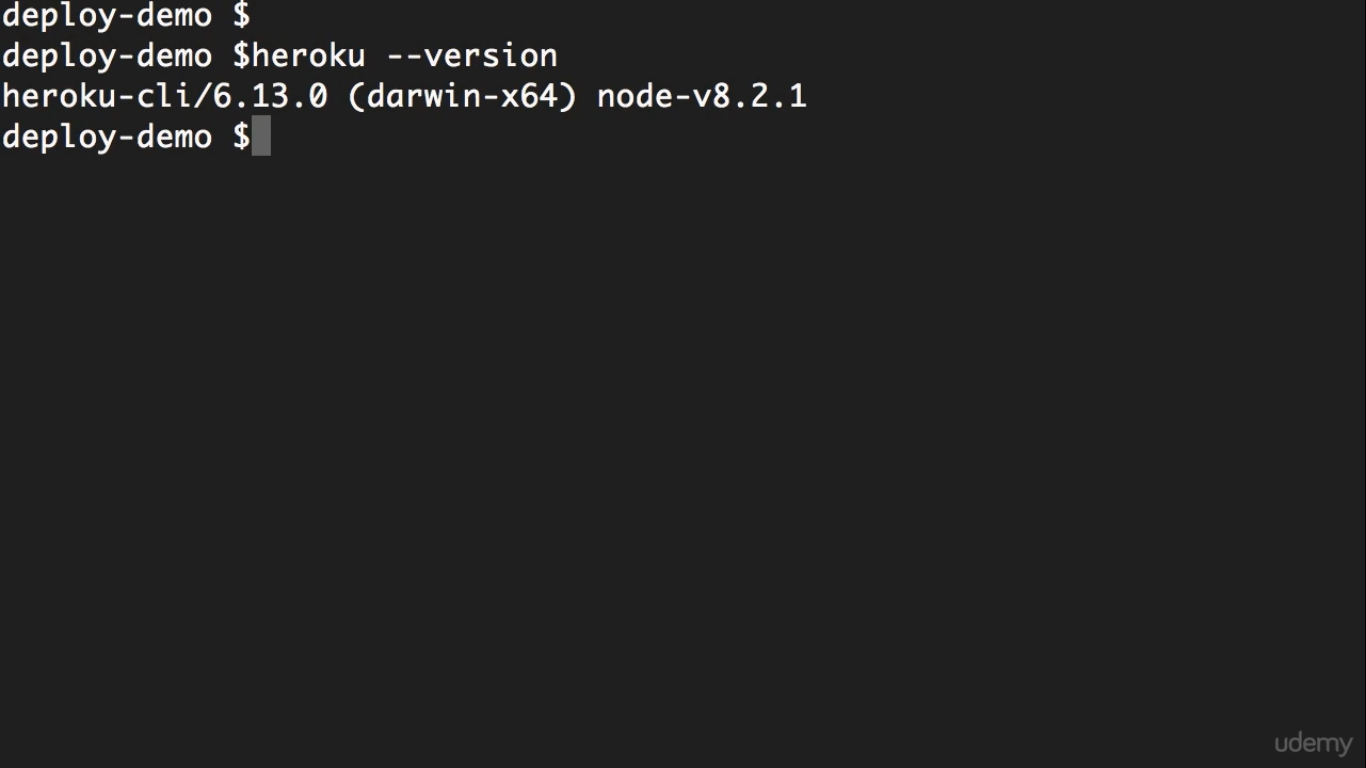 deploy-demo $
deploy-demo $heroku --version
heroku-cli/6.13.0 (darwin-x64) node-v8.2.1
deploy-demo $
udemy